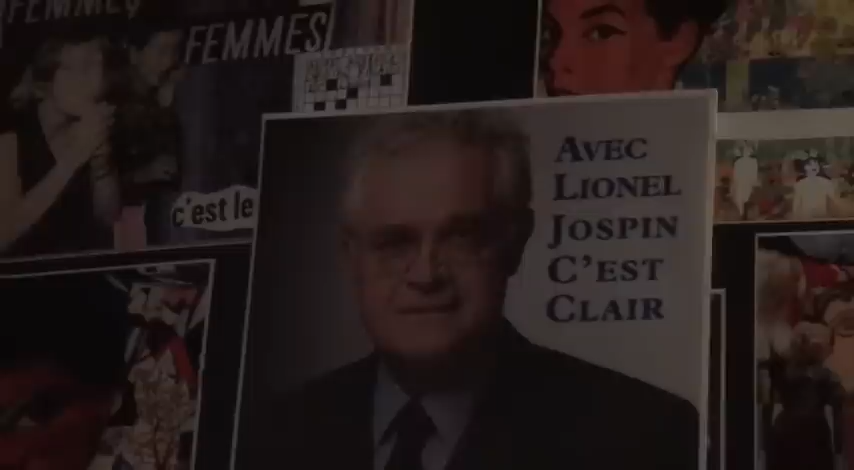 FEMMES
FEMMES
c'est le
AVEC
LIONEL
JOSPIN
C'EST
CLAIR